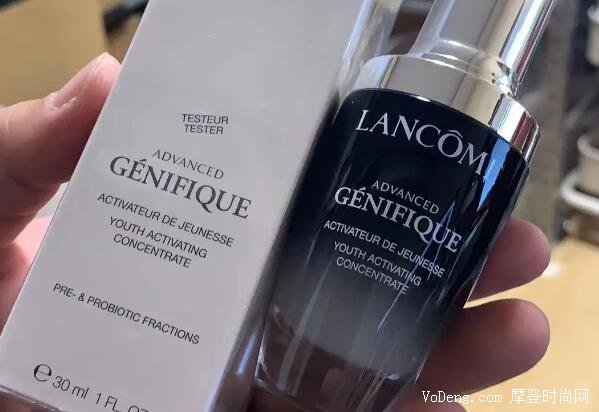 TESTEUR
TESTER
ADVANCED
GÉNIFIQUE
ACTIVATEUR DE JEUNESSE
YOUTH ACTIVATING
CONCENTRATE
PRE- & PROBIOTIC FRACTIONS
℮ 30 ml 1 FL. OZ
LANCÔME
ADVANCED
GÉNIFIQUE
ACTIVATEUR DE JEUNESSE
YOUTH ACTIVATING
CONCENTRATE
VoDeng.com 摩登时尚网